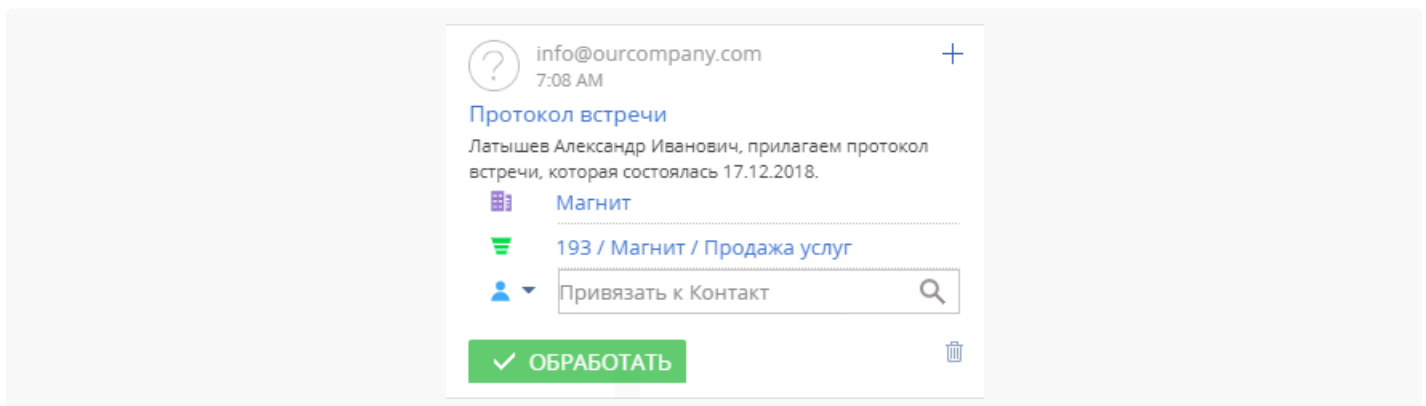 ?
info@ourcompany.com
7:08 AM
Протокол встречи
Латышев Александр Иванович, прилагаем протокол
встречи, которая состоялась 17.12.2018.
Магнит
193 / Магнит / Продажа услуг
Привязать к Контакт
ОБРАБОТАТЬ